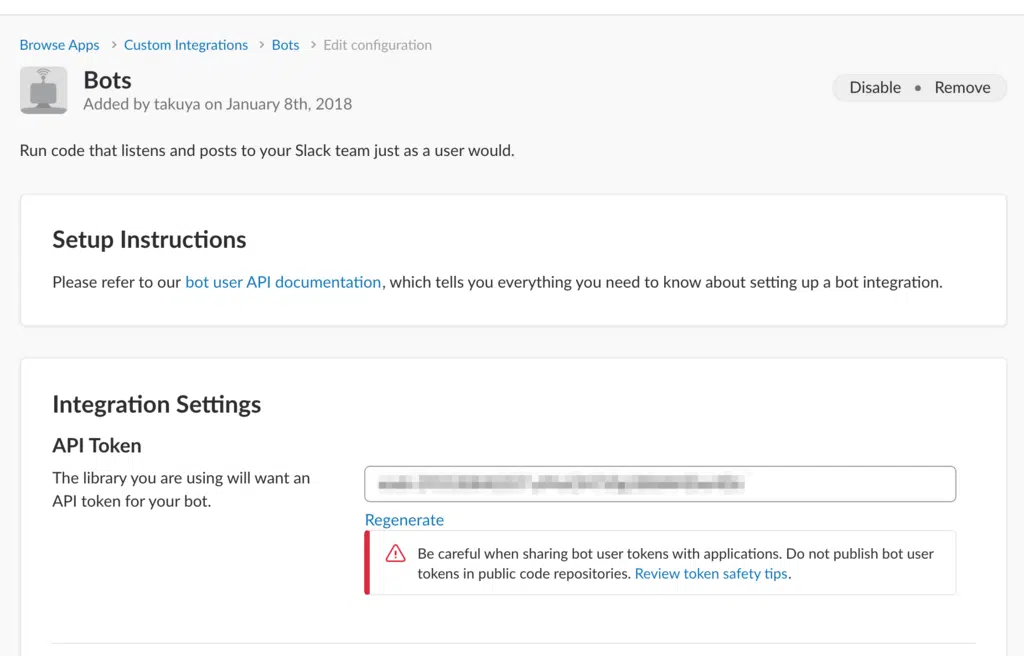 Browse Apps > Custom Integrations > Bots > Edit configuration
Bots
Added by takuya on January 8th, 2018
Disable • Remove
Run code that listens and posts to your Slack team just as a user would.
Setup Instructions
Please refer to our bot user API documentation, which tells you everything you need to know about setting up a bot integration.
Integration Settings
API Token
The library you are using will want an
API token for your bot.
Regenerate
Be careful when sharing bot user tokens with applications. Do not publish bot user
tokens in public code repositories. Review token safety tips.